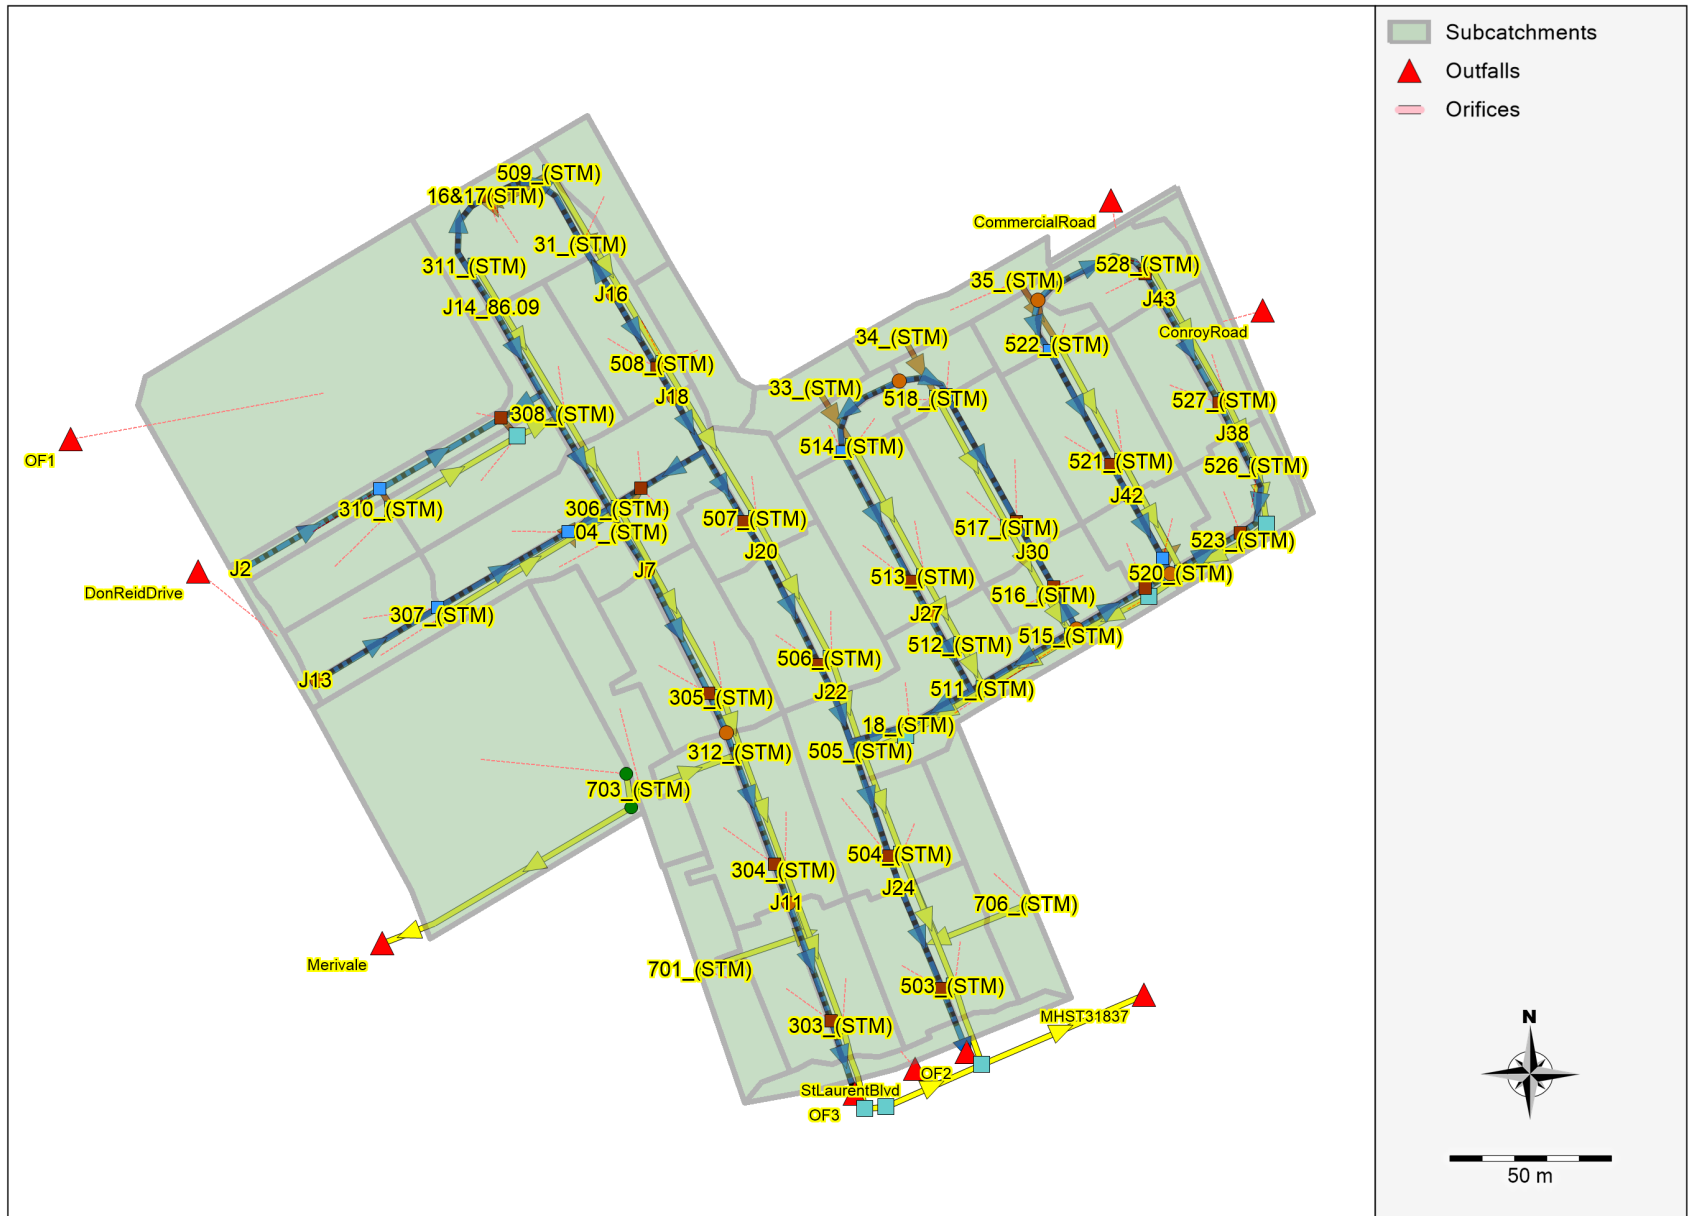 Subcatchments
Outfalls
Orifices
509_(STM)
16&17(STM)
CommercialRoad
31_(STM)
311_(STM)
528_(STM)
35_(STM)
J16
J43
J14_86.09
ConroyRoad
34_(STM)
522_(STM)
508_(STM)
33_(STM)
J18
518_(STM)
527_(STM)
308_(STM)
J38
514_(STM)
OF1
521_(STM)
526_(STM)
J42
310_(STM)
306_(STM)
507_(STM)
517_(STM)
04_(STM)
523_(STM)
J20
J30
J2
J7
520_(STM)
513_(STM)
DonReidDrive
516_(STM)
307_(STM)
J27
515_(STM)
512_(STM)
506_(STM)
J13
511_(STM)
J22
305_(STM)
18_(STM)
312_(STM)
505_(STM)
703_(STM)
504_(STM)
304_(STM)
J24
J11
706_(STM)
Merivale
701_(STM)
503_(STM)
MHST31837
303_(STM)
N
OF2
StLaurentBlvd
OF3
50 m